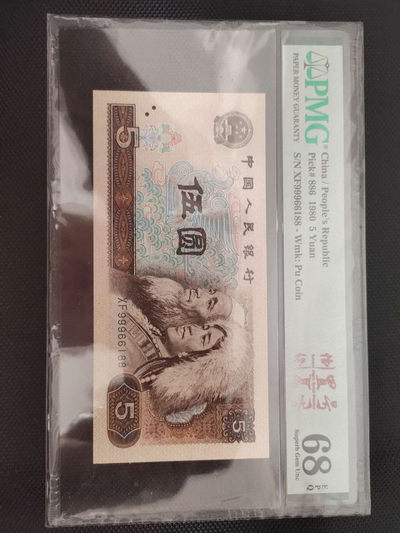 PMG®
PAPER MONEY GUARANTY
China / People's Republic
Pick# 886 1980 5 Yuan
S/N XF99966188 - Wmk: Pu Coin
68 EPQ
Superb Gem Unc
中国人民银行
伍圆
5
XF99966188
5
5